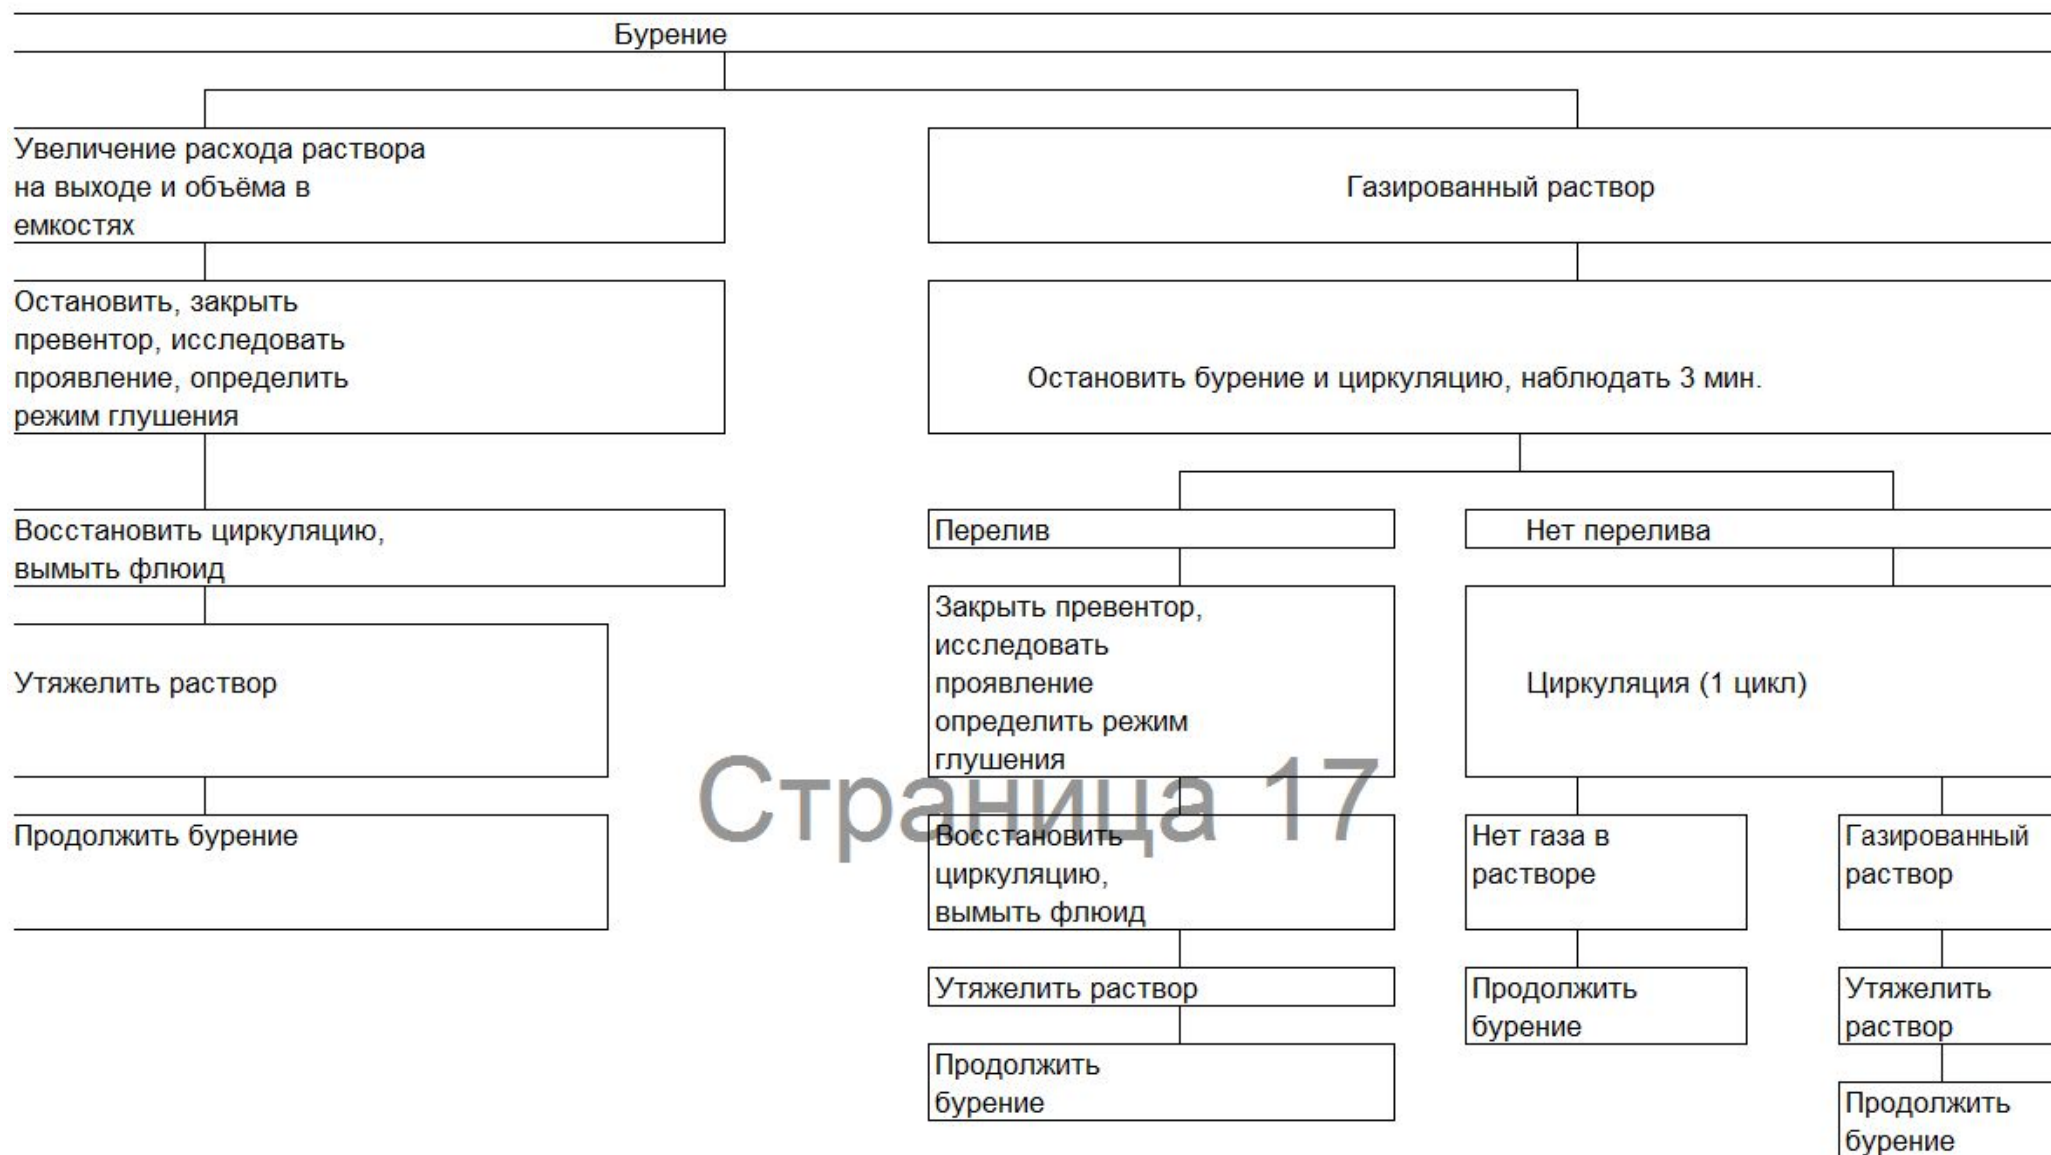 Бурение
Увеличение расхода раствора
на выходе и объёма в
емкостях
Газированный раствор
Остановить, закрыть
превентор, исследовать
проявление, определить
режим глушения
Остановить бурение и циркуляцию, наблюдать 3 мин.
Восстановить циркуляцию,
вымыть флюид
Перелив
Нет перелива
Утяжелить раствор
Закрыть превентор,
исследовать
проявление
определить режим
глушения
Циркуляция (1 цикл)
Страница 17
Продолжить бурение
Восстановить
циркуляцию,
вымыть флюид
Нет газа в
растворе
Газированный
раствор
Утяжелить раствор
Продолжить
бурение
Утяжелить
раствор
Продолжить
бурение
Продолжить
бурение